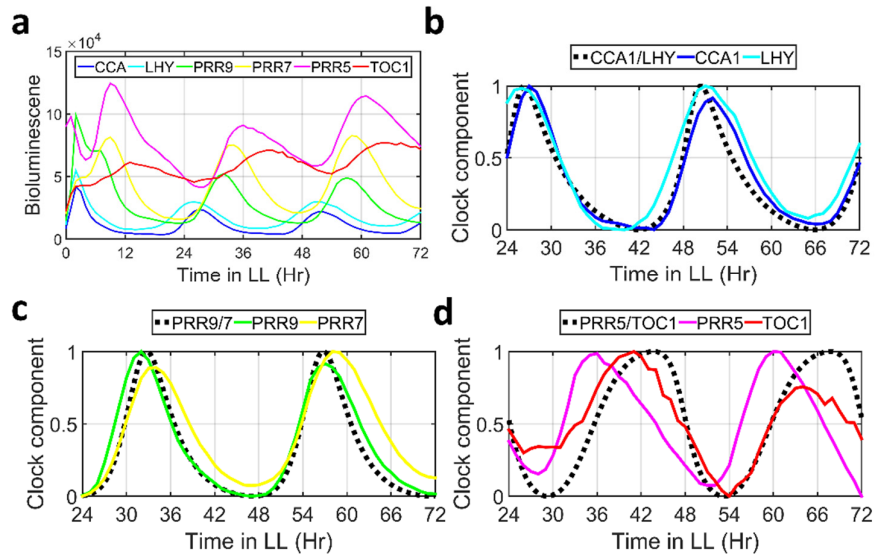 a
×10⁴
CCA LHY PRR9 PRR7 PRR5 TOC1
15
10
5
0
Bioluminescene
0 12 24 36 48 60 72
Time in LL (Hr)
b
CCA1/LHY CCA1 LHY
1
0.5
0
Clock component
24 30 36 42 48 54 60 66 72
Time in LL (Hr)
c
PRR9/7 PRR9 PRR7
1
0.5
0
Clock component
24 30 36 42 48 54 60 66 72
Time in LL (Hr)
d
PRR5/TOC1 PRR5 TOC1
1
0.5
0
Clock component
24 30 36 42 48 54 60 66 72
Time in LL (Hr)